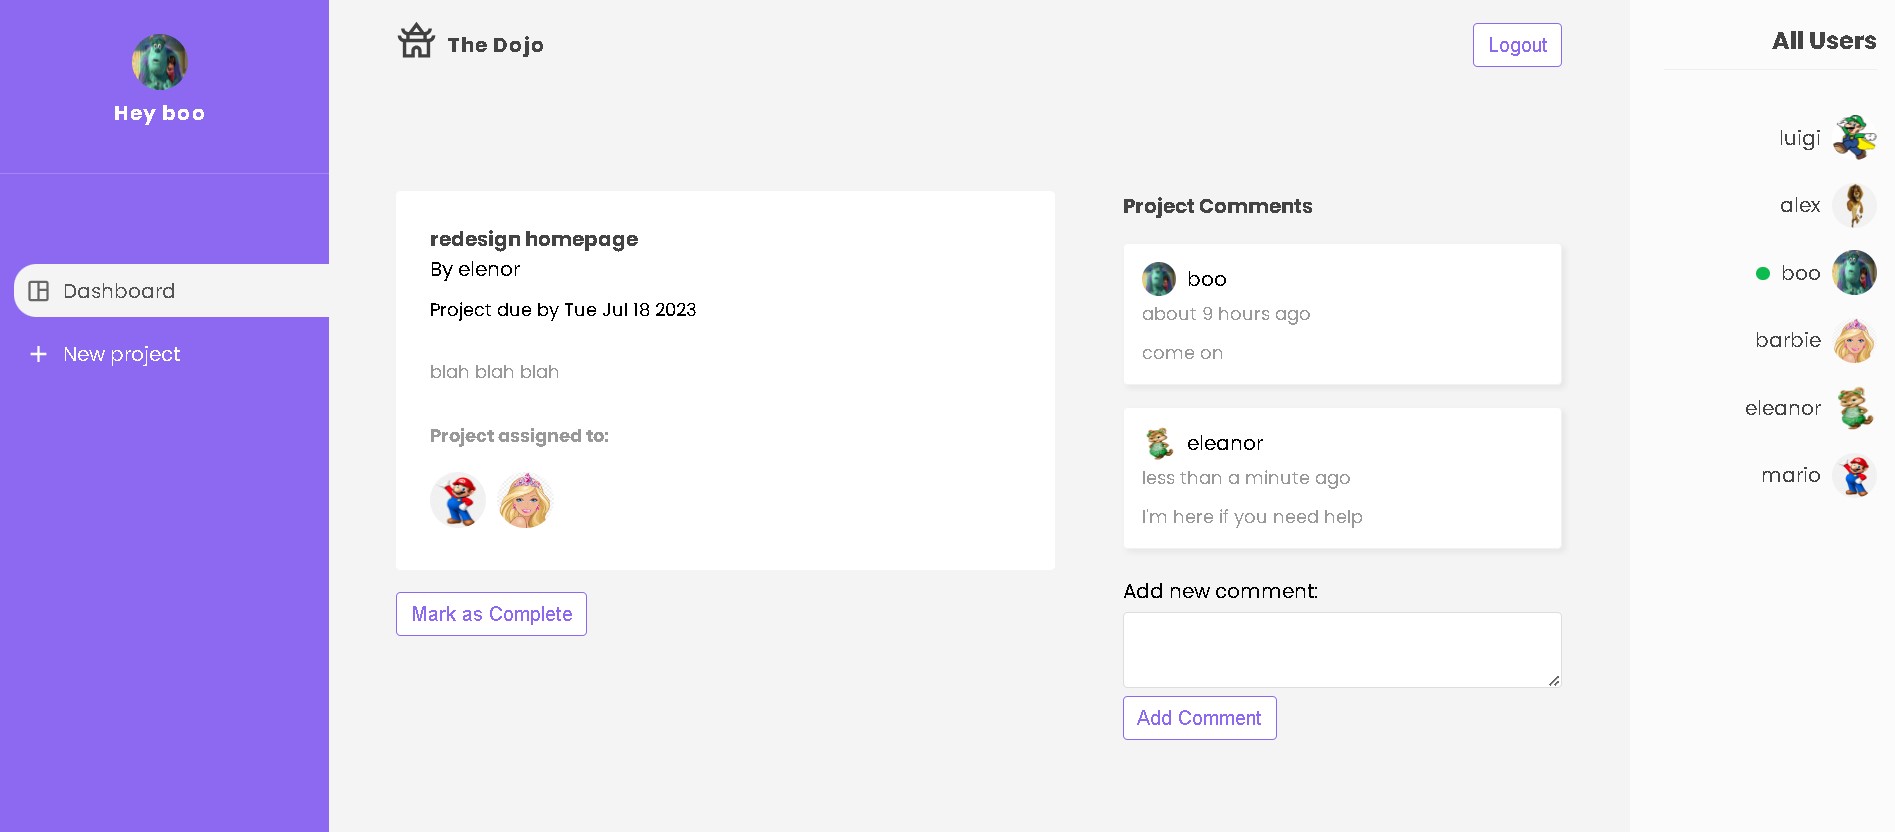 Hey boo
Dashboard
New project
The Dojo
Logout
redesign homepage
By elenor
Project due by Tue Jul 18 2023
blah blah blah
Project assigned to:
Mark as Complete
Project Comments
boo
about 9 hours ago
come on
eleanor
less than a minute ago
I'm here if you need help
Add new comment:
Add Comment
All Users
luigi
alex
boo
barbie
eleanor
mario